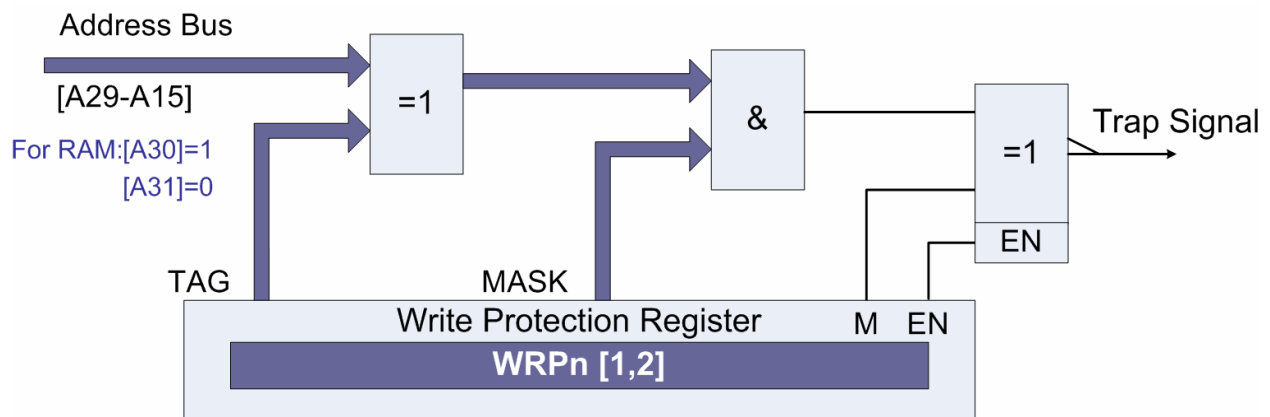 Address Bus
[A29-A15]
For RAM:[A30]=1
[A31]=0
=1
&
=1
EN
Trap Signal
TAG
MASK
M
EN
Write Protection Register
WRPn [1,2]